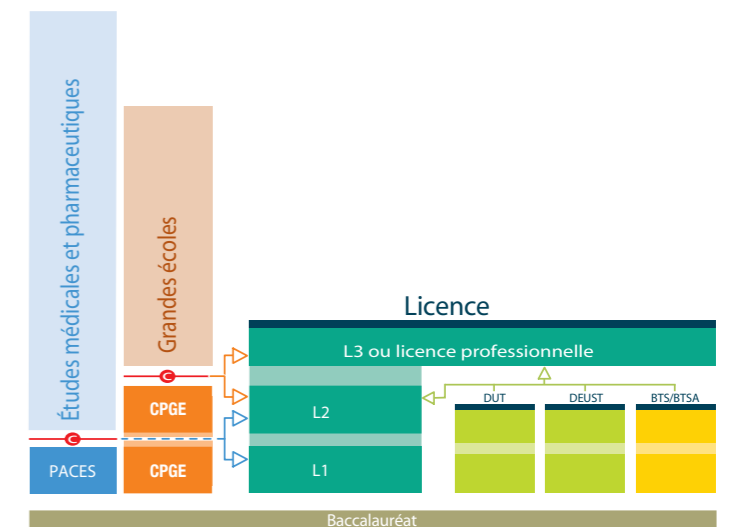 Études médicales et pharmaceutiques
Grandes écoles
Licence
L3 ou licence professionnelle
C
CPGE
L2
DUT
DEUST
BTS/BTSA
C
PACES
CPGE
L1
Baccalauréat